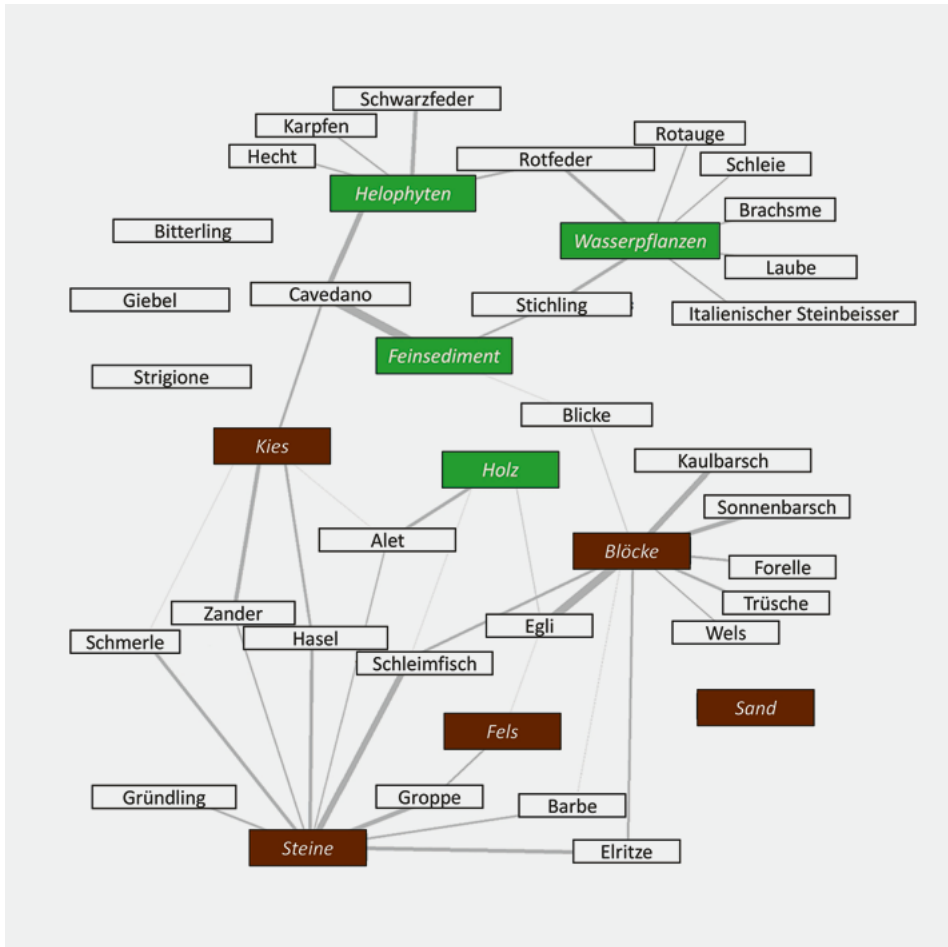 Schwarzfeder
Karpfen
Rotauge
Hecht
Rotfeder
Schleie
Helophyten
Brachsme
Bitterling
Wasserpflanzen
Laube
Giebel
Cavedano
Stichling
Italienischer Steinbeisser
Feinsediment
Strigione
Blicke
Kies
Holz
Kaulbarsch
Sonnenbarsch
Alet
Blöcke
Forelle
Trüsche
Zander
Egli
Wels
Schmerle
Hasel
Schleimfisch
Sand
Fels
Gründling
Groppe
Barbe
Steine
Elritze